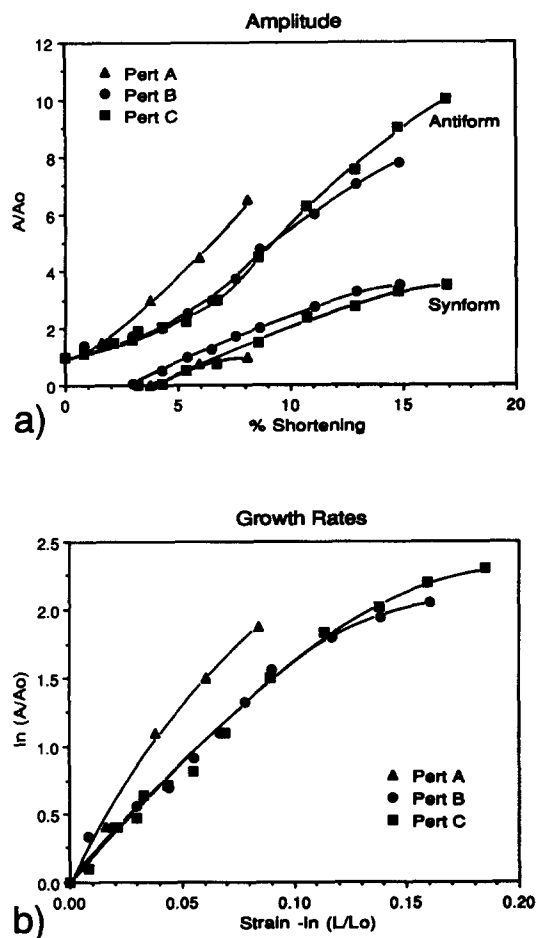 Amplitude
12
10
8
6
4
2
0
A/Ao
Pert A
Pert B
Pert C
Antiform
Synform
0 5 10 15 20
% Shortening
a)
Growth Rates
2.5
2.0
1.5
1.0
0.5
0.0
ln (A/Ao)
Pert A
Pert B
Pert C
0.00 0.05 0.10 0.15 0.20
Strain -ln (L/Lo)
b)